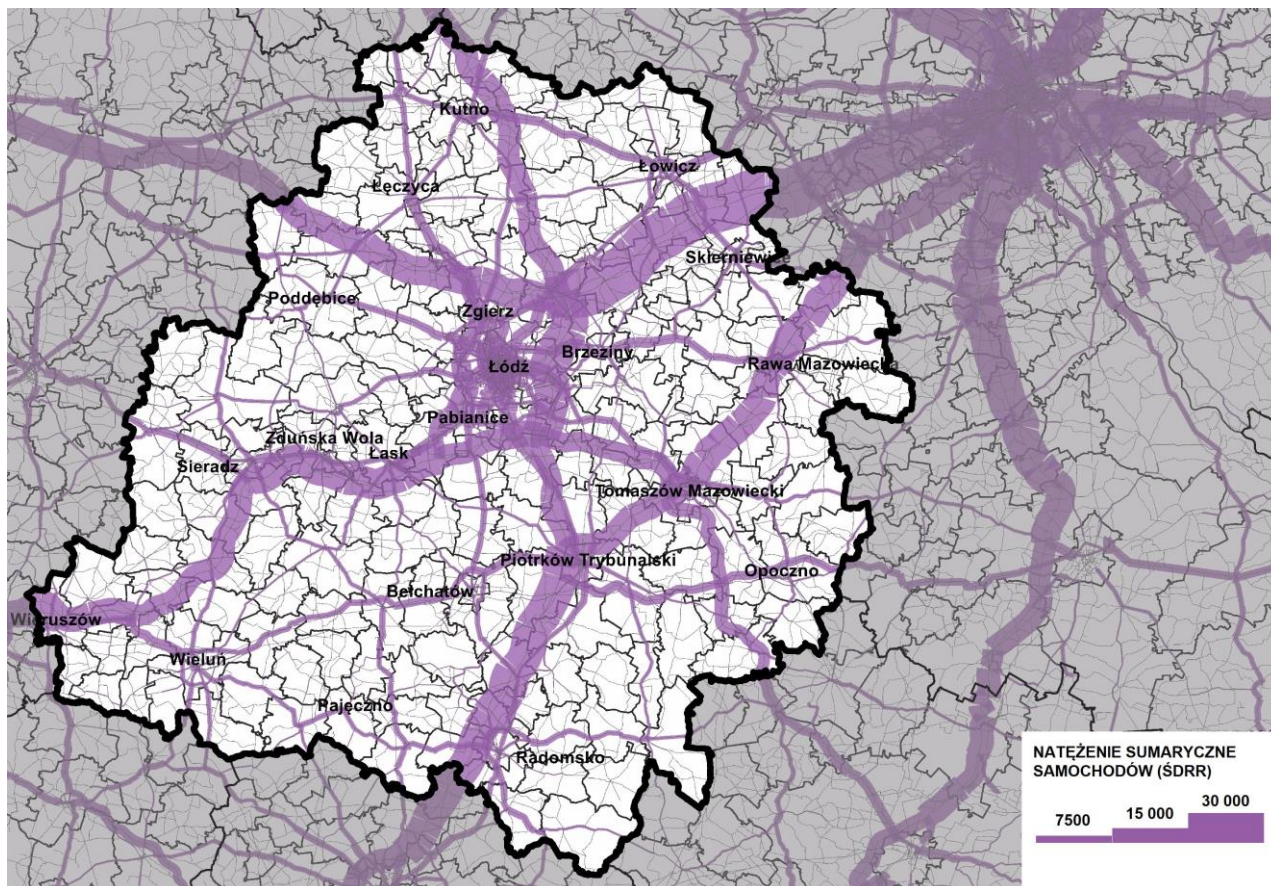 Kutno
Łowicz
Łęczyca
Skierniewice
Poddębice
Zgierz
Brzeziny
Łódź
Rawa Mazowiecka
Pabianice
Zduńska Wola
Łask
Sieradz
Tomaszów Mazowiecki
Piotrków Trybunalski
Opoczno
Bełchatów
Wieruszów
Wieluń
Pajęczno
Radomsko
NATĘŻENIE SUMARYCZNE
SAMOCHODÓW (ŚDRR)
7500 15 000 30 000